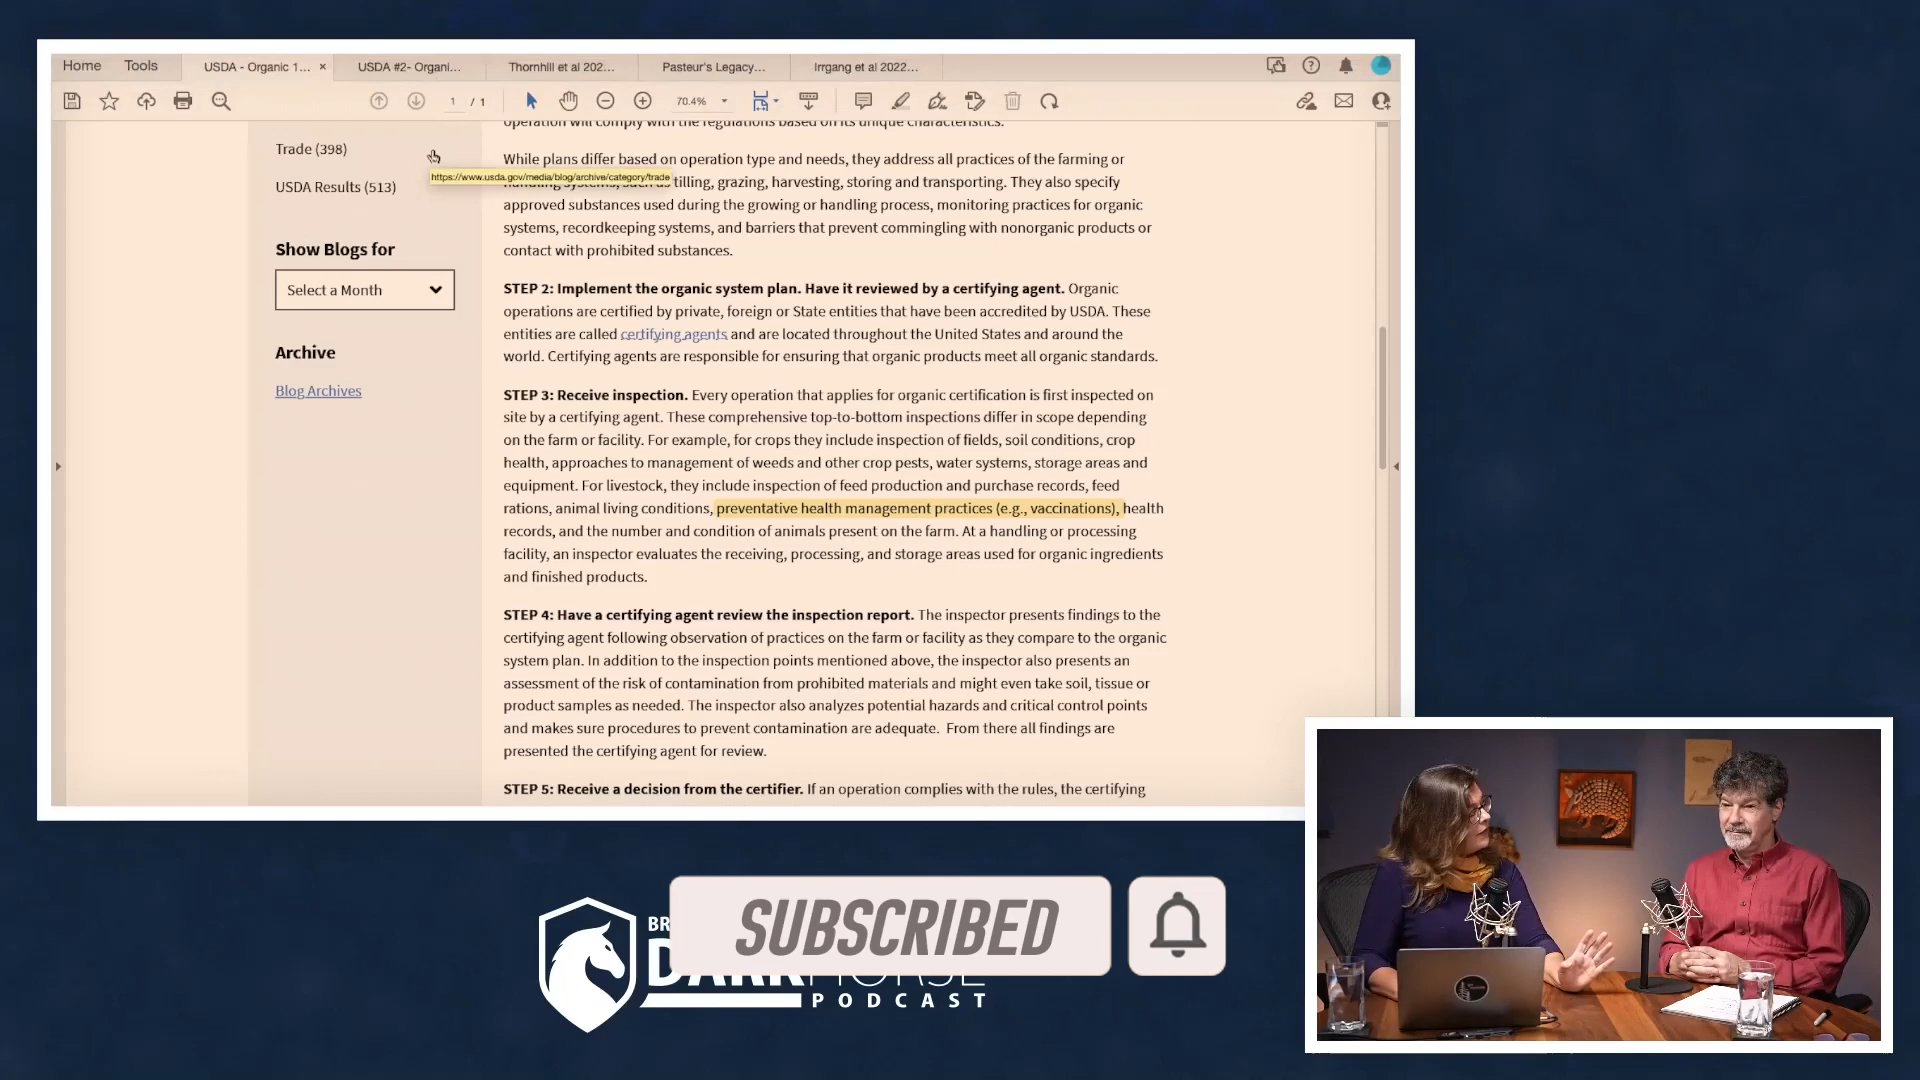 Home Tools USDA - Organic 1... × USDA #2- Organi... Thornhill et al 202... Pasteur's Legacy... Irrgang et al 2022...
1 / 1 70.4%
operation will comply with the regulations based on its unique characteristics.
Trade (398)
https://www.usda.gov/media/blog/archive/category/trade
USDA Results (513)
Show Blogs for
Select a Month
Archive
Blog Archives
While plans differ based on operation type and needs, they address all practices of the farming or
handling systems, such as tilling, grazing, harvesting, storing and transporting. They also specify
approved substances used during the growing or handling process, monitoring practices for organic
systems, recordkeeping systems, and barriers that prevent commingling with nonorganic products or
contact with prohibited substances.
STEP 2: Implement the organic system plan. Have it reviewed by a certifying agent. Organic
operations are certified by private, foreign or State entities that have been accredited by USDA. These
entities are called certifying agents and are located throughout the United States and around the
world. Certifying agents are responsible for ensuring that organic products meet all organic standards.
STEP 3: Receive inspection. Every operation that applies for organic certification is first inspected on
site by a certifying agent. These comprehensive top-to-bottom inspections differ in scope depending
on the farm or facility. For example, for crops they include inspection of fields, soil conditions, crop
health, approaches to management of weeds and other crop pests, water systems, storage areas and
equipment. For livestock, they include inspection of feed production and purchase records, feed
rations, animal living conditions, preventative health management practices (e.g., vaccinations), health
records, and the number and condition of animals present on the farm. At a handling or processing
facility, an inspector evaluates the receiving, processing, and storage areas used for organic ingredients
and finished products.
STEP 4: Have a certifying agent review the inspection report. The inspector presents findings to the
certifying agent following observation of practices on the farm or facility as they compare to the organic
system plan. In addition to the inspection points mentioned above, the inspector also presents an
assessment of the risk of contamination from prohibited materials and might even take soil, tissue or
product samples as needed. The inspector also analyzes potential hazards and critical control points
and makes sure procedures to prevent contamination are adequate. From there all findings are
presented the certifying agent for review.
STEP 5: Receive a decision from the certifier. If an operation complies with the rules, the certifying
BR
SUBSCRIBED
DARKHORSE
PODCAST